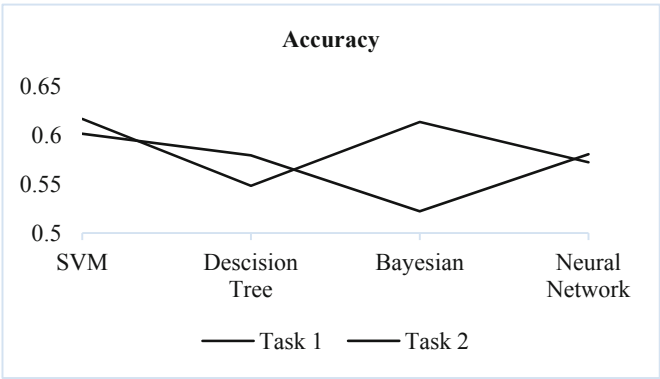 Accuracy
0.65
0.6
0.55
0.5
SVM
Descision
Tree
Bayesian
Neural
Network
Task 1
Task 2